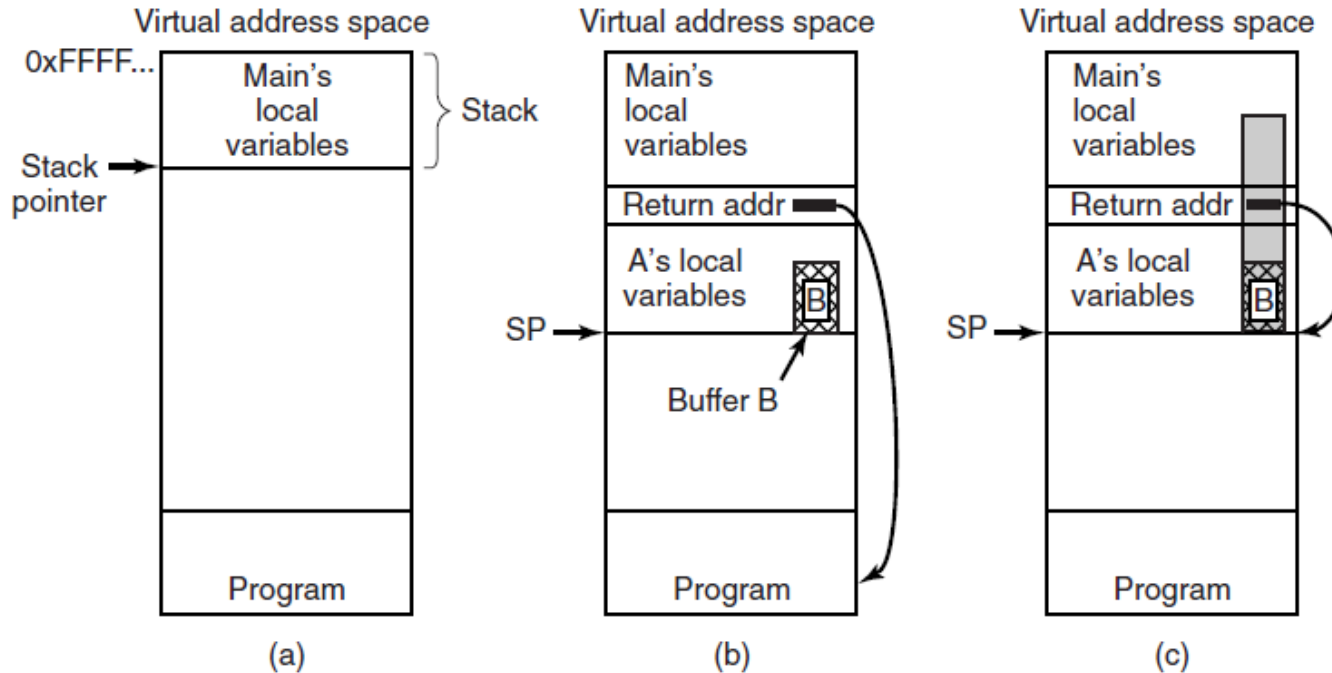 Virtual address space
0xFFFF...
Main's
local
variables
Stack
Stack
pointer
Program
(a)
Virtual address space
Main's
local
variables
Return addr
A's local
variables
B
SP
Buffer B
Program
(b)
Virtual address space
Main's
local
variables
Return addr
A's local
variables
B
SP
Program
(c)